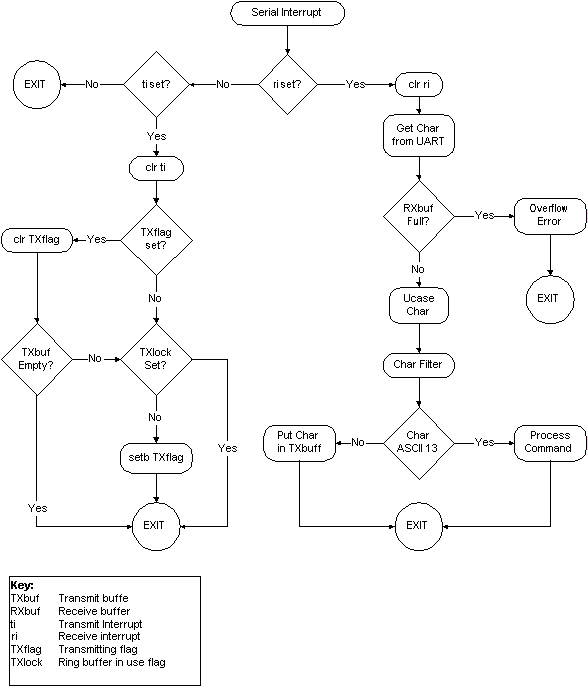 Serial Interrupt
EXIT
No
ti set?
No
ri set?
Yes
clr ri
Yes
Get Char
from UART
clr ti
clr TXflag
Yes
TXflag
set?
RXbuf
Full?
Yes
Overflow
Error
No
No
EXIT
Ucase
Char
TXbuf
Empty?
No
TXlock
Set?
Char Filter
No
Yes
setb TXflag
Put Char
in TXbuff
No
Char
ASCII 13
Yes
Process
Command
Yes
EXIT
EXIT
Key:
TXbuf Transmit buffe
RXbuf Receive buffer
ti Transmit Interrupt
ri Receive interrupt
TXflag Transmitting flag
TXlock Ring buffer in use flag